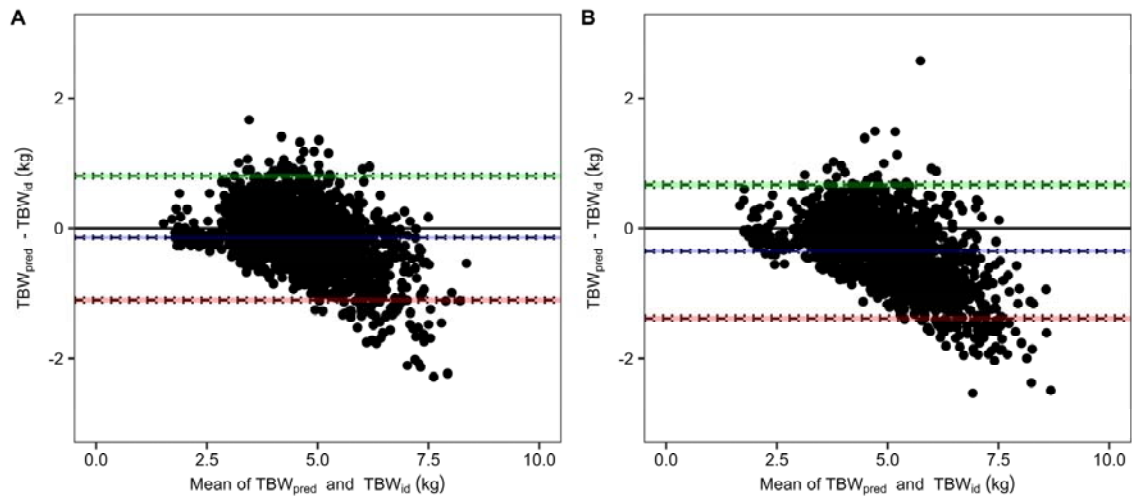 A
B
TBWpred - TBWid (kg)
2
0
-2
0.0 2.5 5.0 7.5 10.0
Mean of TBWpred and TBWid (kg)
TBWpred - TBWid (kg)
2
0
-2
0.0 2.5 5.0 7.5 10.0
Mean of TBWpred and TBWid (kg)